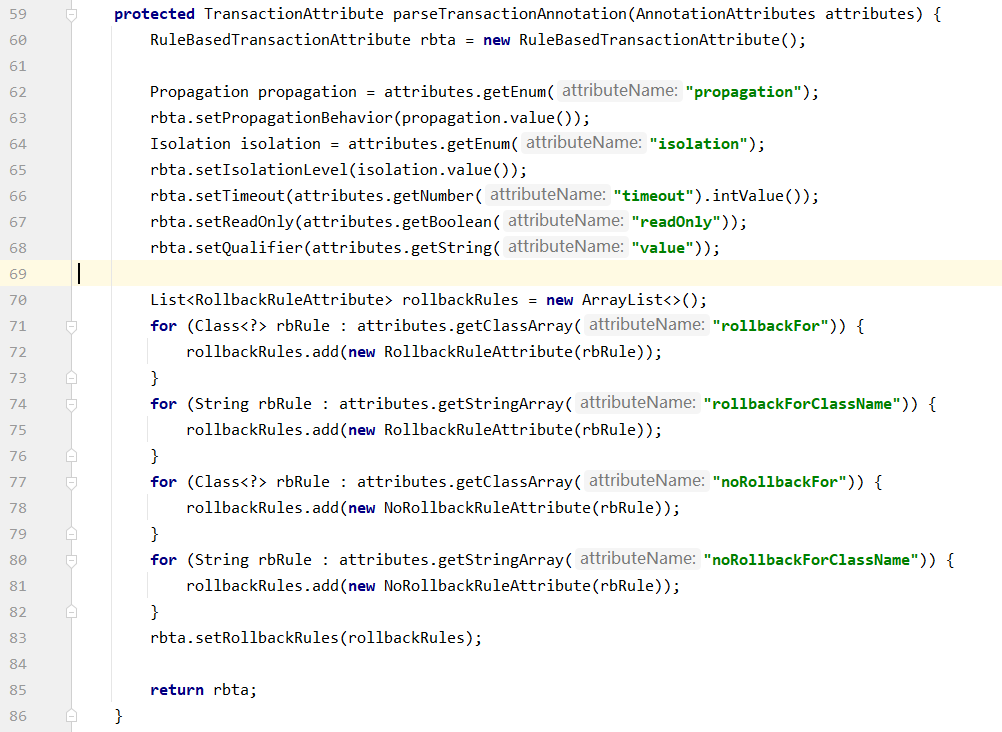 59 protected TransactionAttribute parseTransactionAnnotation(AnnotationAttributes attributes) {
60 RuleBasedTransactionAttribute rbta = new RuleBasedTransactionAttribute();
61
62 Propagation propagation = attributes.getEnum( attributeName: "propagation");
63 rbta.setPropagationBehavior(propagation.value());
64 Isolation isolation = attributes.getEnum( attributeName: "isolation");
65 rbta.setIsolationLevel(isolation.value());
66 rbta.setTimeout(attributes.getNumber( attributeName: "timeout").intValue());
67 rbta.setReadOnly(attributes.getBoolean( attributeName: "readOnly"));
68 rbta.setQualifier(attributes.getString( attributeName: "value"));
69
70 List<RollbackRuleAttribute> rollbackRules = new ArrayList<>();
71 for (Class<?> rbRule : attributes.getClassArray( attributeName: "rollbackFor")) {
72 rollbackRules.add(new RollbackRuleAttribute(rbRule));
73 }
74 for (String rbRule : attributes.getStringArray( attributeName: "rollbackForClassName")) {
75 rollbackRules.add(new RollbackRuleAttribute(rbRule));
76 }
77 for (Class<?> rbRule : attributes.getClassArray( attributeName: "noRollbackFor")) {
78 rollbackRules.add(new NoRollbackRuleAttribute(rbRule));
79 }
80 for (String rbRule : attributes.getStringArray( attributeName: "noRollbackForClassName")) {
81 rollbackRules.add(new NoRollbackRuleAttribute(rbRule));
82 }
83 rbta.setRollbackRules(rollbackRules);
84
85 return rbta;
86 }